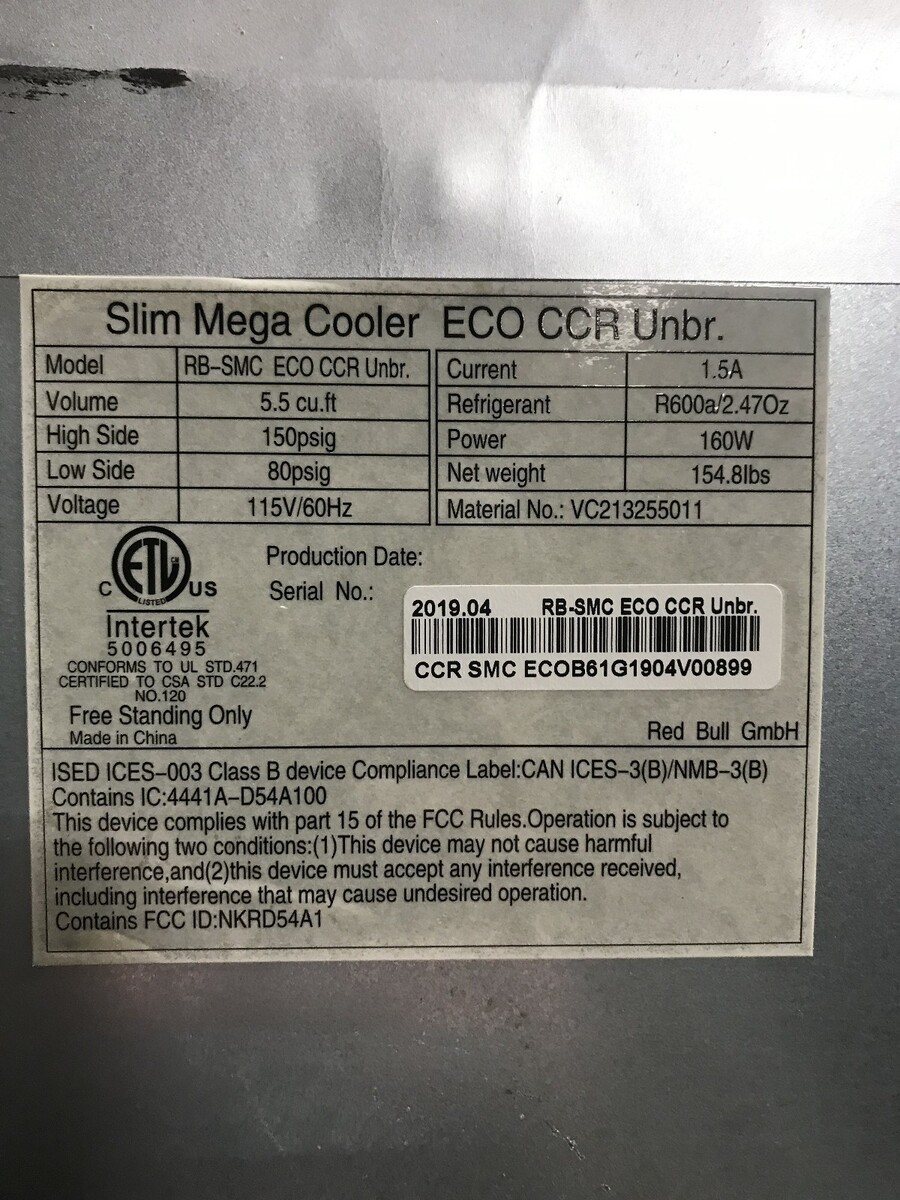 Slim Mega Cooler ECO CCR Unbr.
Model RB-SMC ECO CCR Unbr. Current 1.5A
Volume 5.5 cu.ft Refrigerant R600a/2.47Oz
High Side 150psig Power 160W
Low Side 80psig Net weight 154.8lbs
Voltage 115V/60Hz Material No.: VC213255011
ETL CM
C US
LISTED
Intertek
5006495
CONFORMS TO UL STD.471
CERTIFIED TO CSA STD C22.2
NO.120
Free Standing Only
Made in China
Production Date:
Serial No.:
2019.04 RB-SMC ECO CCR Unbr.
CCR SMC ECOB61G1904V00899
Red Bull GmbH
ISED ICES-003 Class B device Compliance Label:CAN ICES-3(B)/NMB-3(B)
Contains IC:4441A-D54A100
This device complies with part 15 of the FCC Rules.Operation is subject to
the following two conditions:(1)This device may not cause harmful
interference,and(2)this device must accept any interference received,
including interference that may cause undesired operation.
Contains FCC ID:NKRD54A1